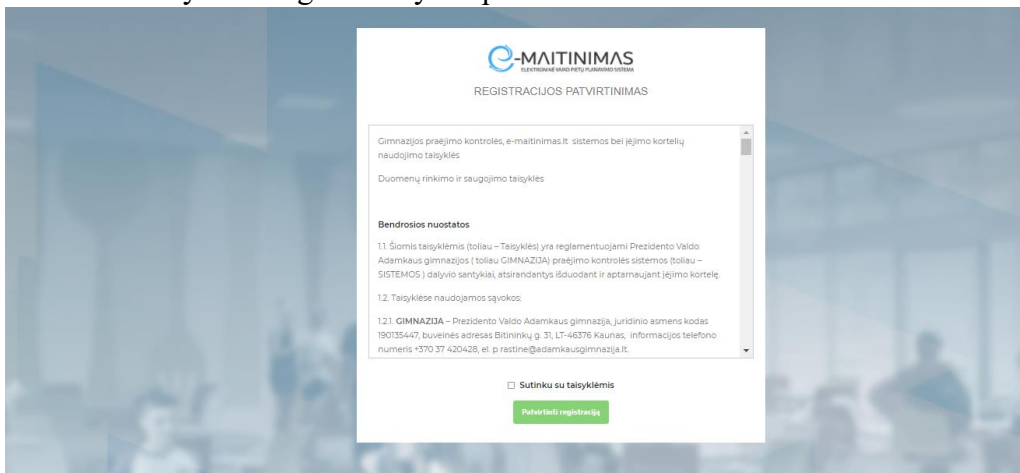 e-MAITINIMAS
ELEKTRONINĖ VAIKO PIETŲ PLANAVIMO SISTEMA
REGISTRACIJOS PATVIRTINIMAS
Gimnazijos praėjimo kontrolės, e-maitinimas.lt sistemos bei įėjimo kortelių
naudojimo taisyklės
Duomenų rinkimo ir saugojimo taisyklės
Bendrosios nuostatos
1.1. Šiomis taisyklėmis (toliau – Taisyklės) yra reglamentuojami Prezidento Valdo
Adamkaus gimnazijos ( toliau GIMNAZIJA) praėjimo kontrolės sistemos (toliau –
SISTEMOS ) dalyvio santykiai, atsirandantys išduodant ir aptarnaujant įėjimo kortelę.
1.2. Taisyklėse naudojamos sąvokos:
1.2.1. GIMNAZIJA – Prezidento Valdo Adamkaus gimnazija, juridinio asmens kodas
190135447, buveinės adresas Bitininkų g. 31, LT-46376 Kaunas, informacijos telefono
numeris +370 37 420428, el. p rastine@adamkausgimnazija.lt.
Sutinku su taisyklėmis
Patvirtinti registraciją